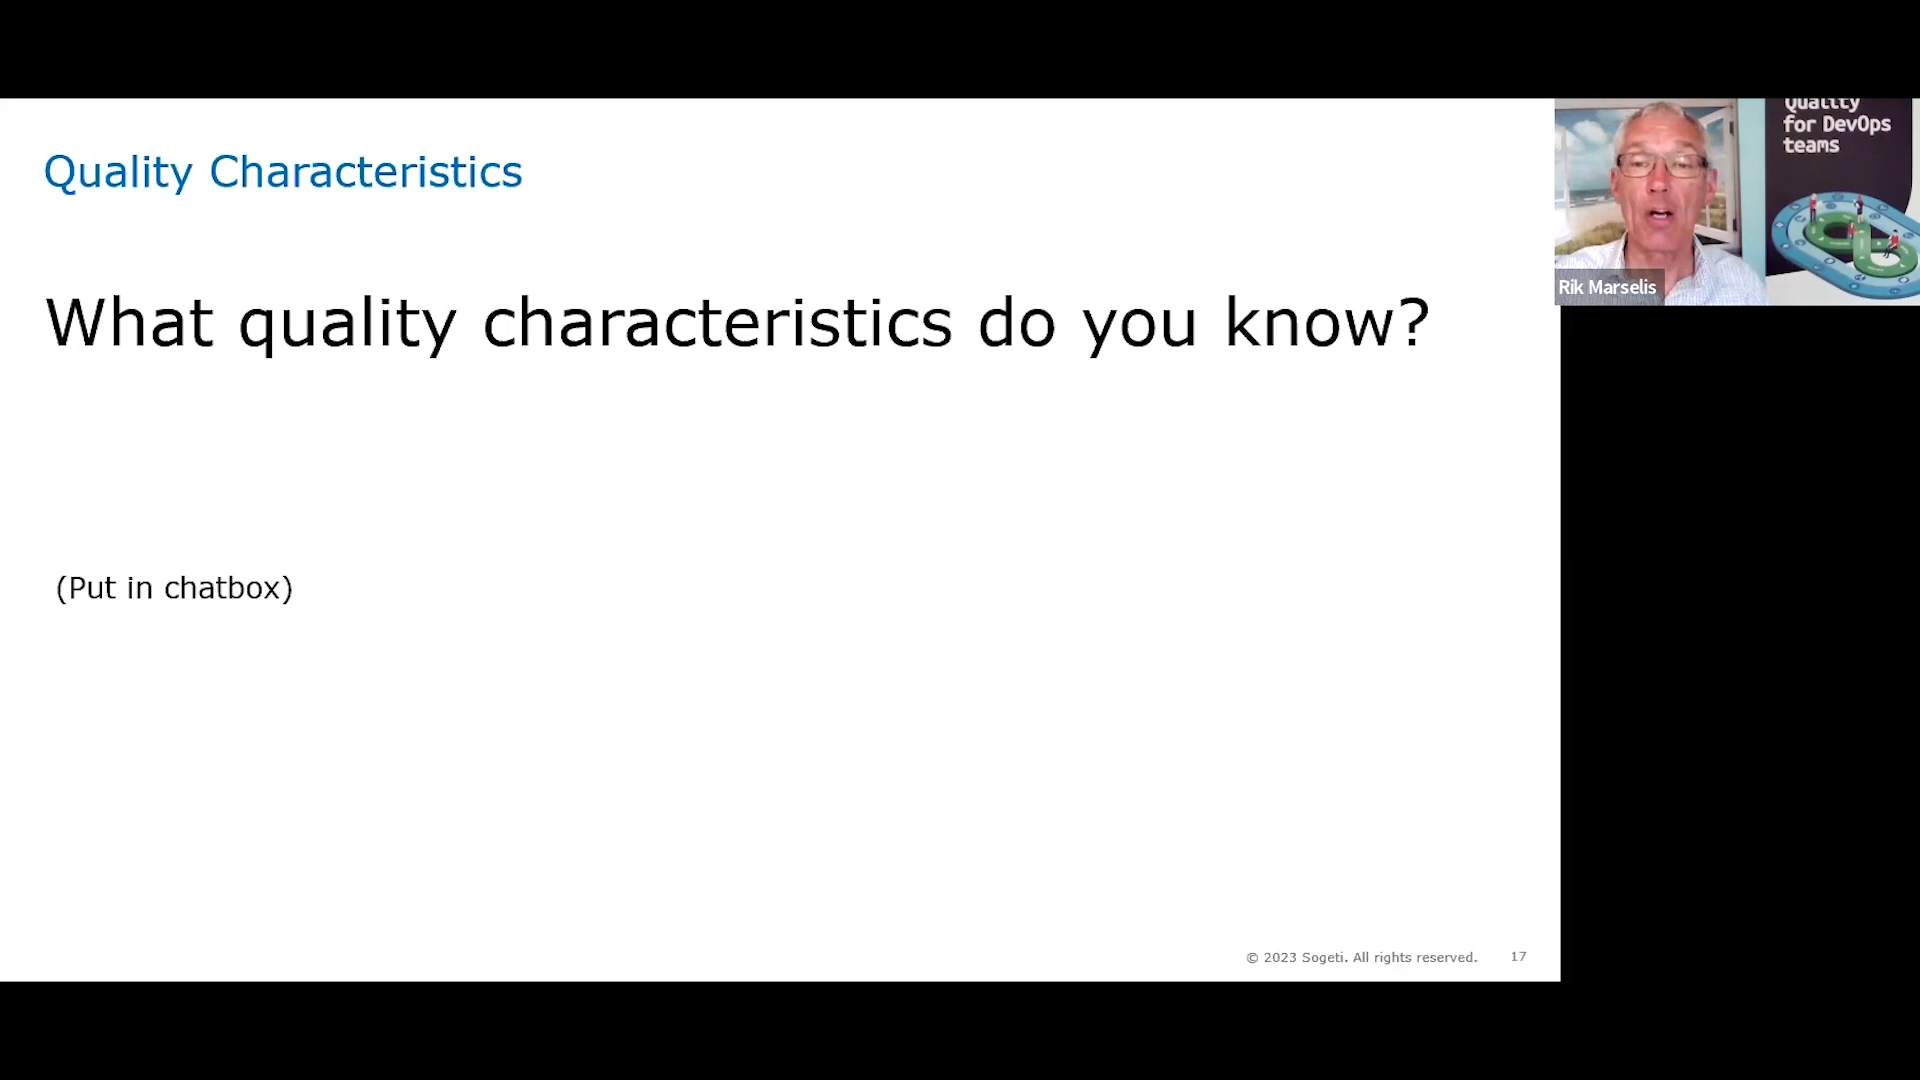 Quality Characteristics
What quality characteristics do you know?
(Put in chatbox)
© 2023 Sogeti. All rights reserved. 17
Quality
for DevOps
teams
Rik Marselis